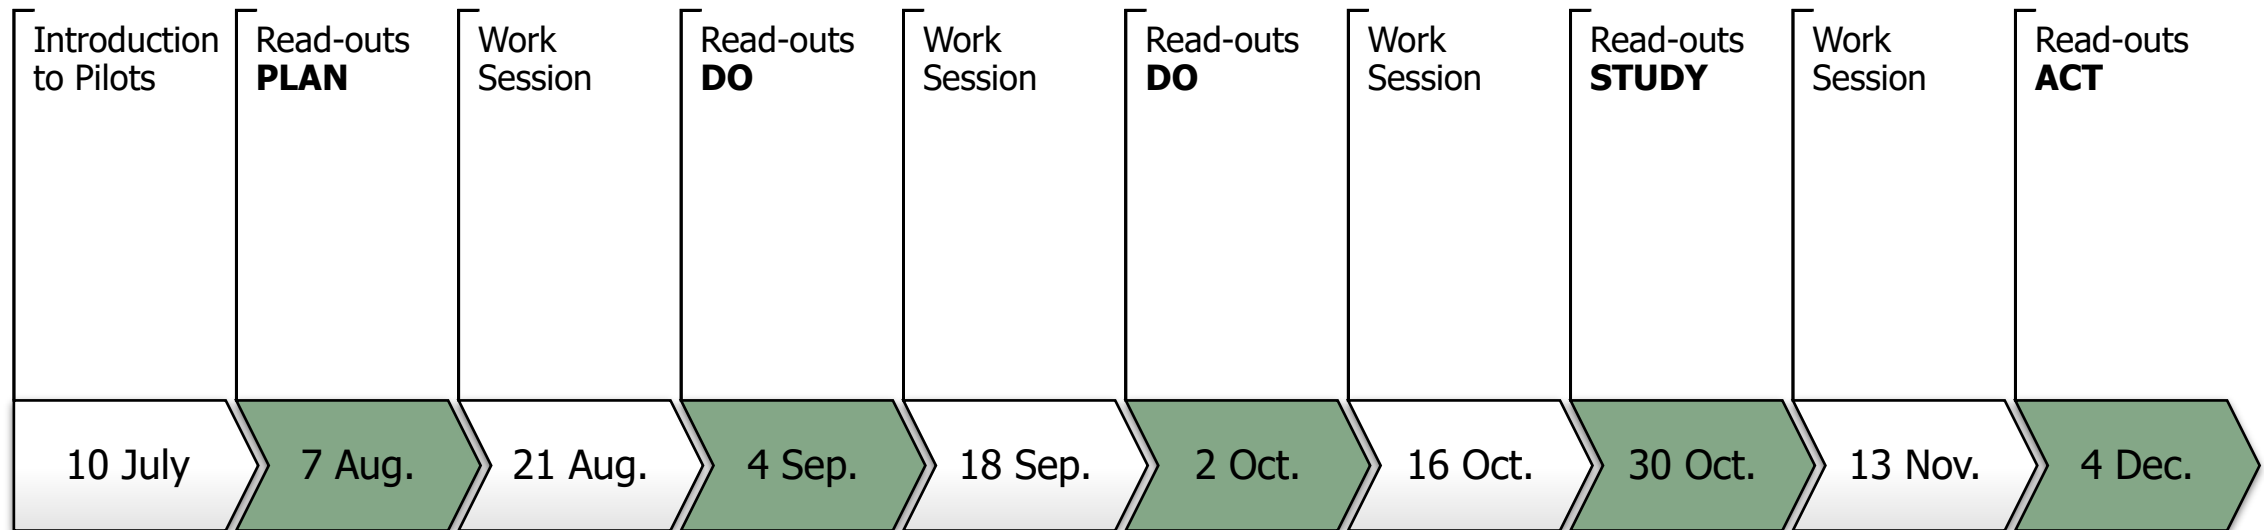 Introduction
to Pilots
Read-outs
PLAN
Work
Session
Read-outs
DO
Work
Session
Read-outs
DO
Work
Session
Read-outs
STUDY
Work
Session
Read-outs
ACT
10 July
7 Aug.
21 Aug.
4 Sep.
18 Sep.
2 Oct.
16 Oct.
30 Oct.
13 Nov.
4 Dec.